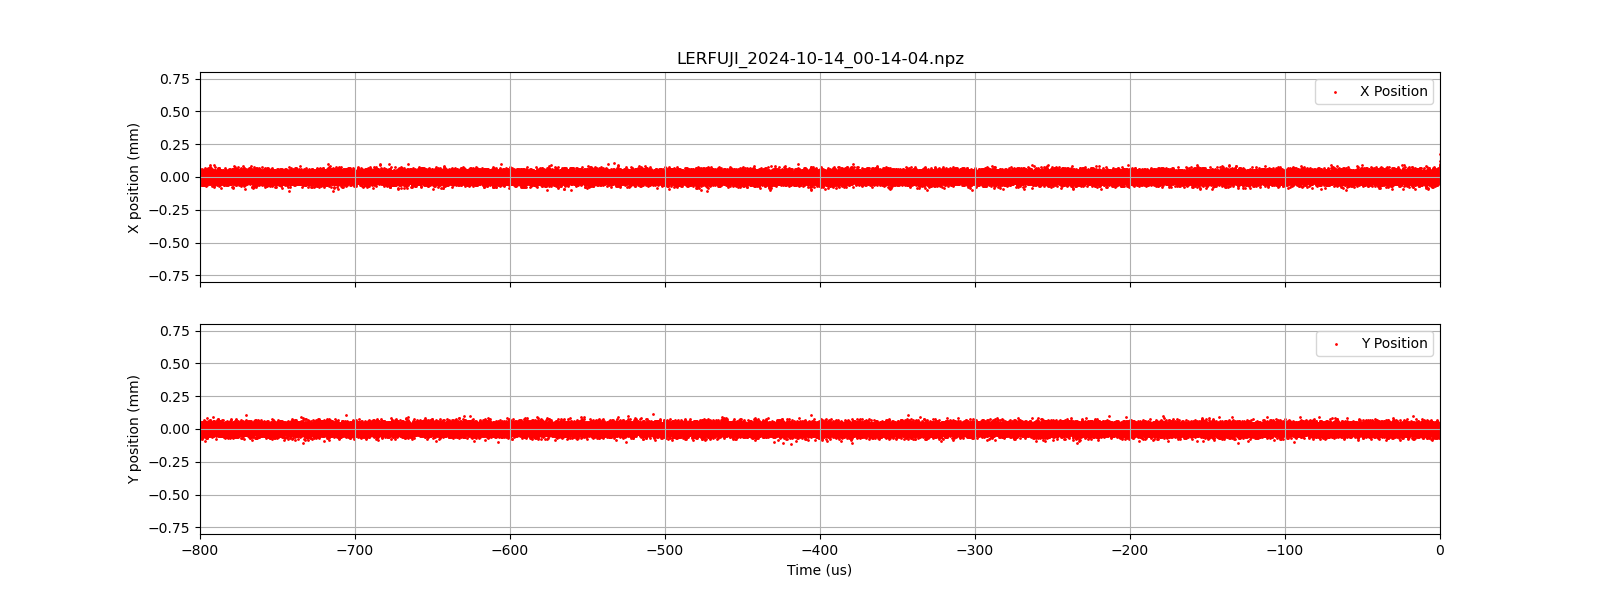 LERFUJI_2024-10-14_00-14-04.npz
X position (mm)
0.75
0.50
0.25
0.00
−0.25
−0.50
−0.75
X Position
Y position (mm)
0.75
0.50
0.25
0.00
−0.25
−0.50
−0.75
Y Position
−800 −700 −600 −500 −400 −300 −200 −100 0
Time (us)